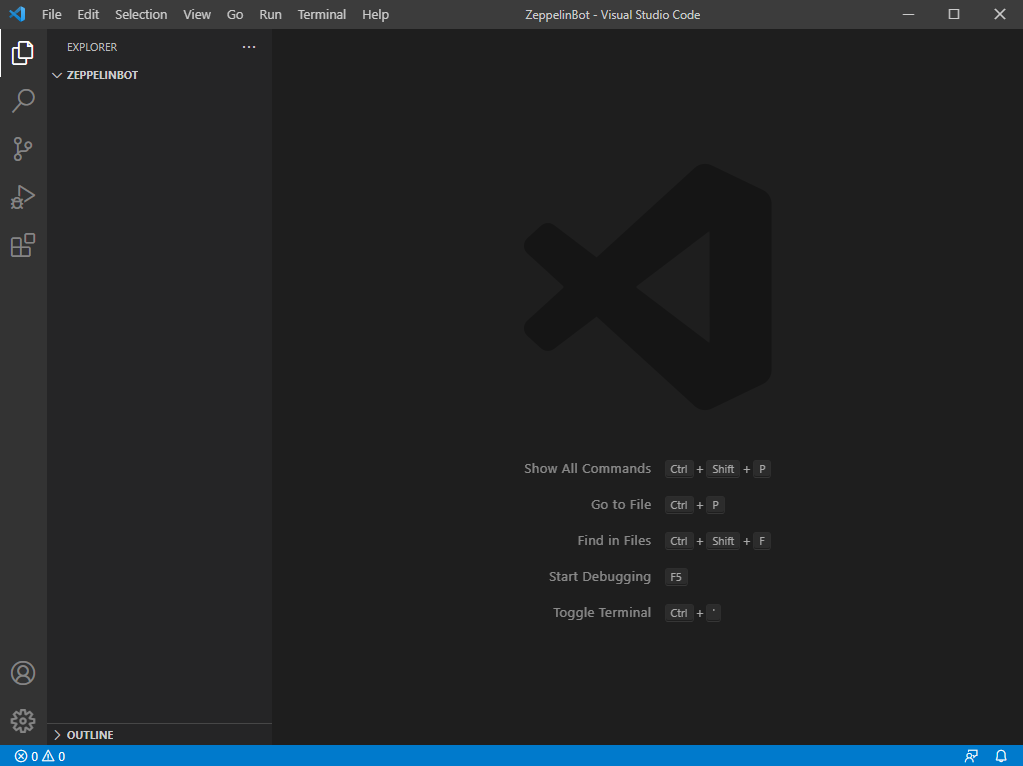 File Edit Selection View Go Run Terminal Help ZeppelinBot - Visual Studio Code
EXPLORER
ZEPPELINBOT
Show All Commands Ctrl + Shift + P
Go to File Ctrl + P
Find in Files Ctrl + Shift + F
Start Debugging F5
Toggle Terminal Ctrl + `
OUTLINE
0 0